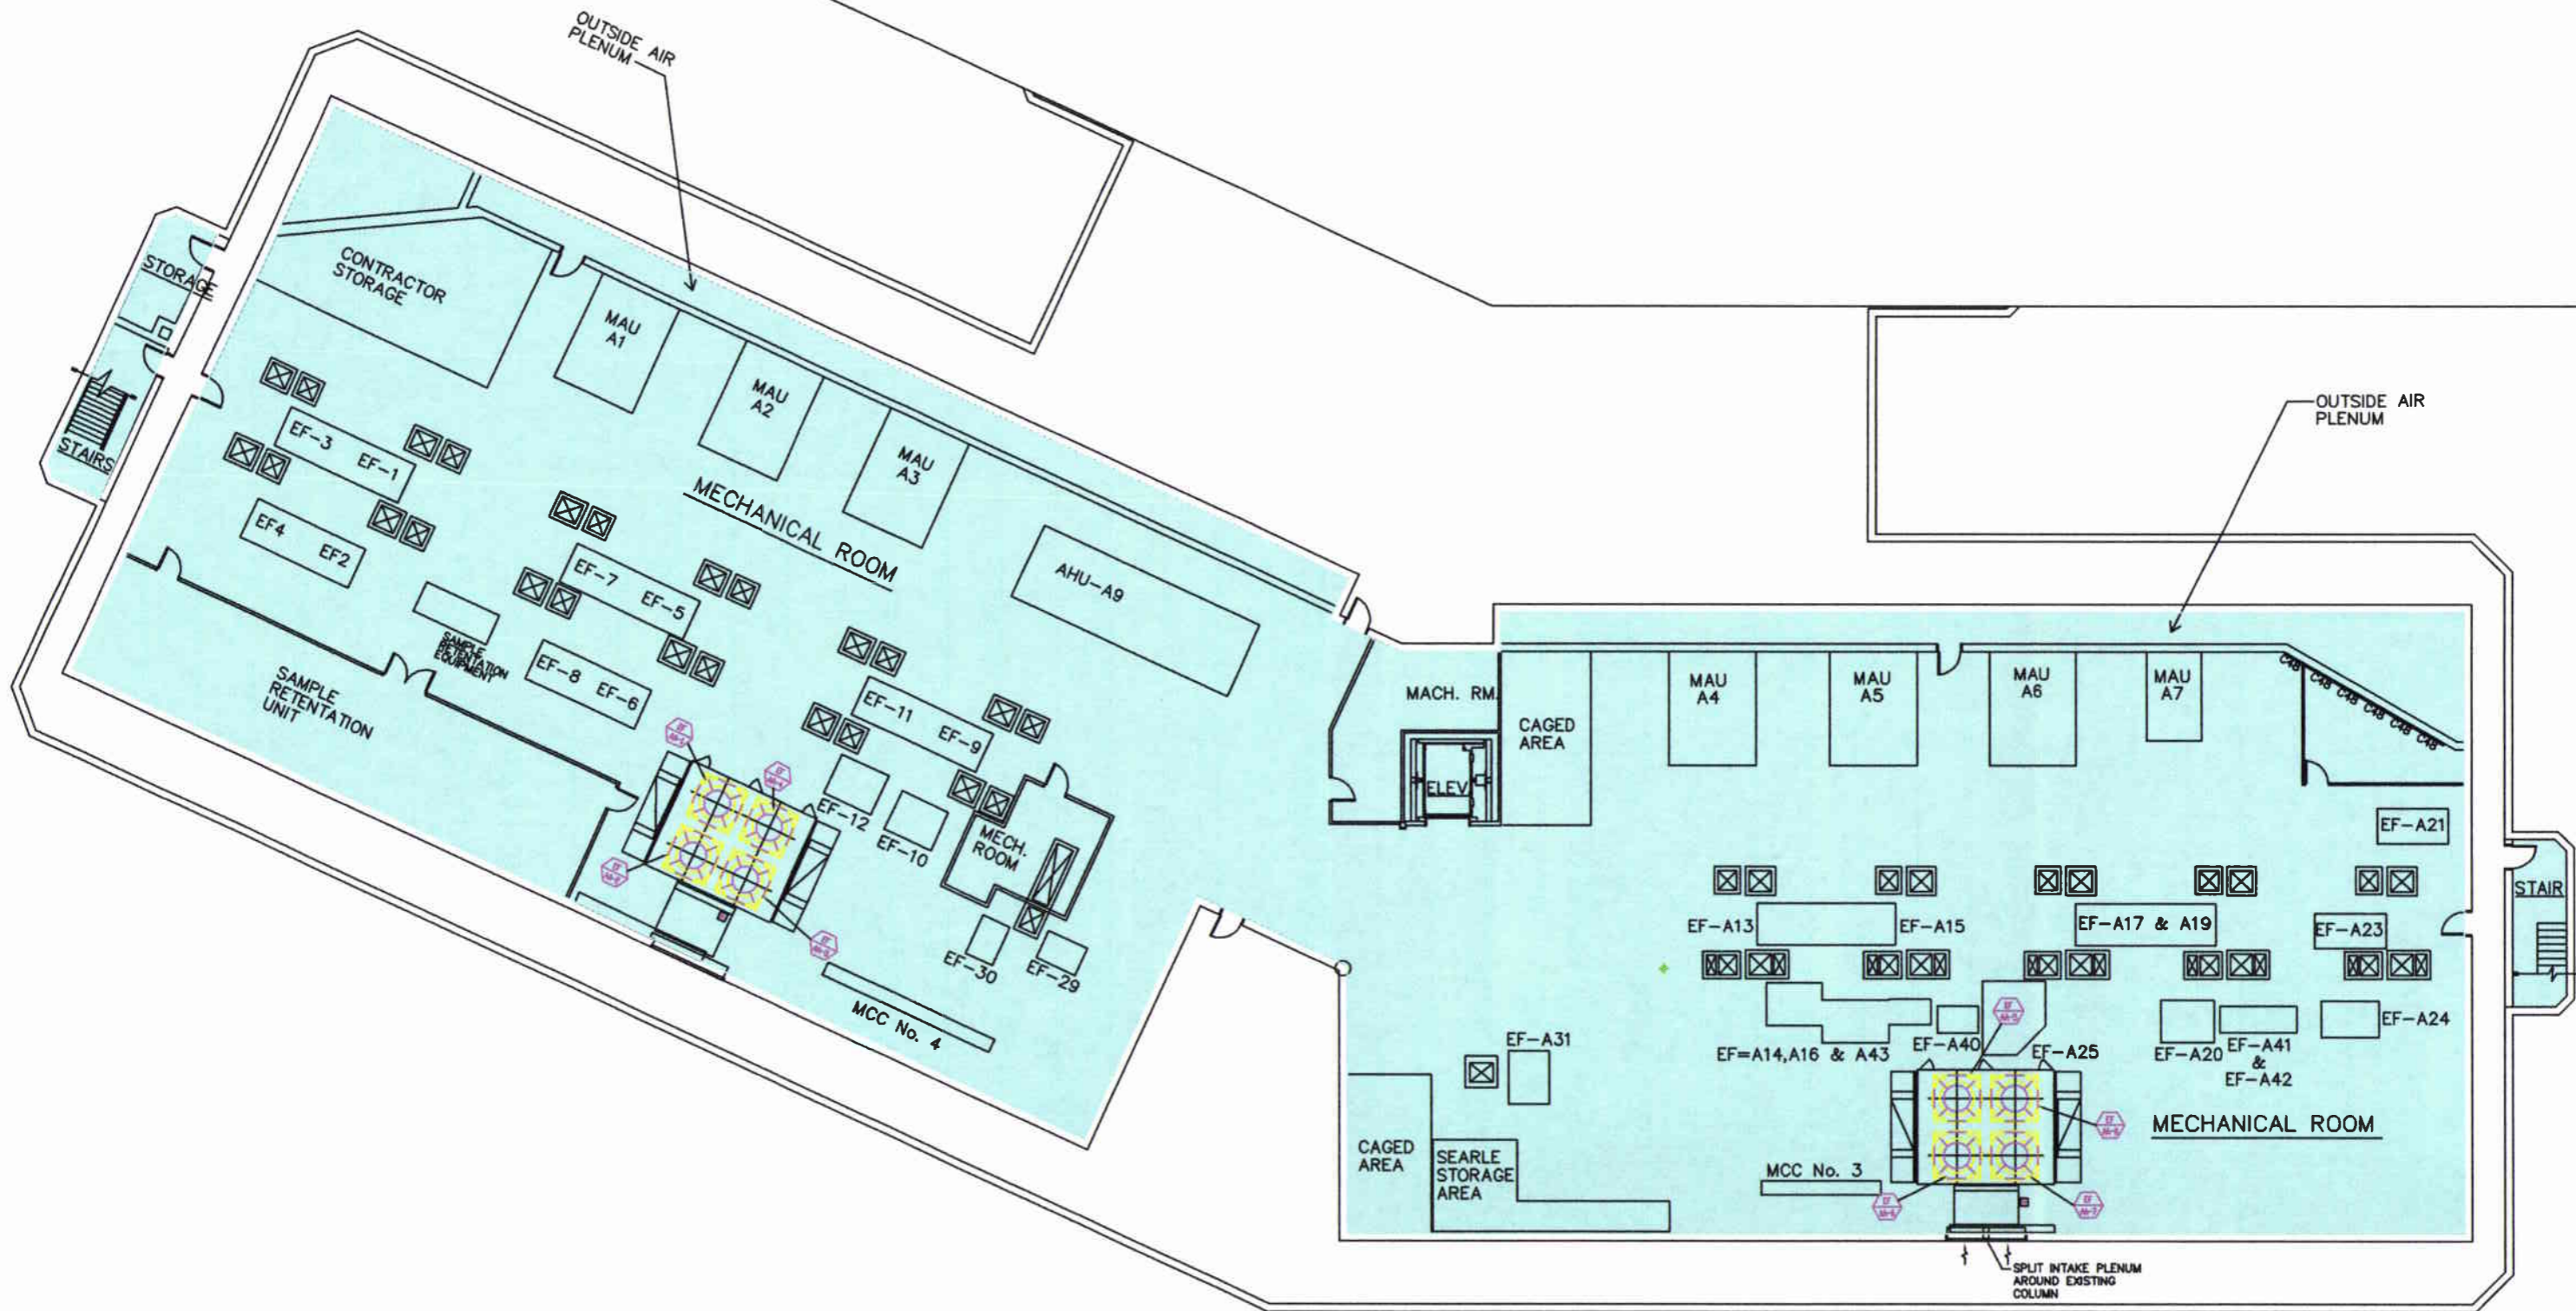 OUTSIDE AIR
PLENUM
STORAGE
CONTRACTOR
STORAGE
STAIRS
MAU
A1
MAU
A2
MAU
A3
MECHANICAL ROOM
AHU-A9
EF-3 EF-1
EF4 EF2
EF-7 EF-5
SAMPLE
RETENTATION
EQUIPMENT
EF-8 EF-6
SAMPLE
RETENTATION
UNIT
EF-11 EF-9
EF-12
EF-10
MECH.
ROOM
EF-30
EF-29
MCC No. 4
OUTSIDE AIR
PLENUM
MACH. RM.
ELEV
CAGED
AREA
MAU
A4
MAU
A5
MAU
A6
MAU
A7
C48 C48 C48 C48 C48 C48
EF-A21
STAIR
EF-A13
EF-A15
EF-A17 & A19
EF-A23
EF-A31
EF=A14,A16 & A43
EF-A40
EF-A25
EF-A20
EF-A41
&
EF-A42
EF-A24
MECHANICAL ROOM
CAGED
AREA
SEARLE
STORAGE
AREA
MCC No. 3
SPLIT INTAKE PLENUM
AROUND EXISTING
COLUMN